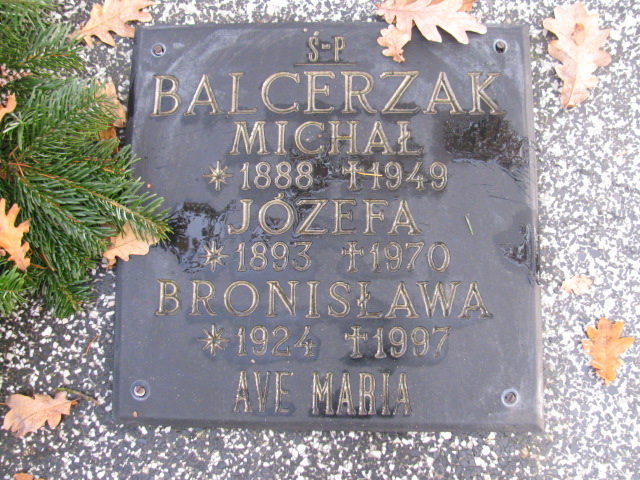 Ś-P
BALCERZAK
MICHAŁ
*1888 ✝1949
JÓZEFA
*1893 ✝1970
BRONISŁAWA
*1924 ✝1997
AVE MARIA